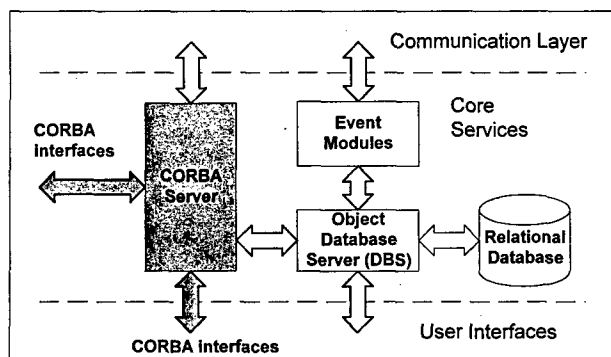 Communication Layer
Core
Services
CORBA
interfaces
CORBA
Server
Event
Modules
Object
Database
Server (DBS)
Relational
Database
User Interfaces
CORBA interfaces